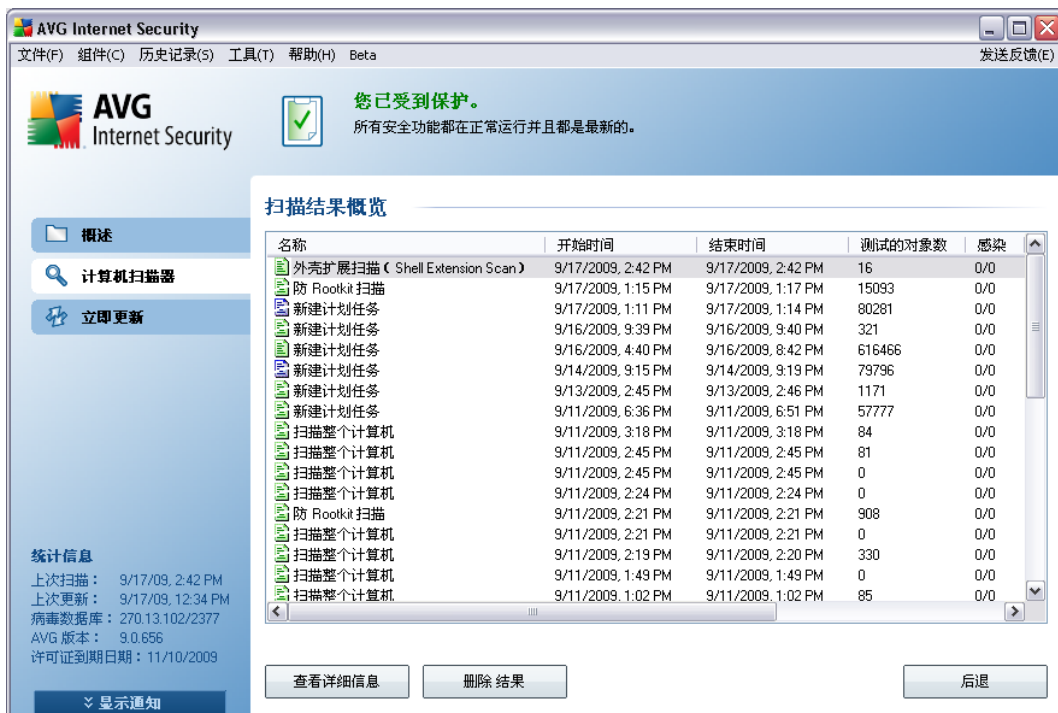 AVG Internet Security
文件(F) 组件(C) 历史记录(S) 工具(T) 帮助(H) Beta 发送反馈(E)
AVG
Internet Security
您已受到保护。
所有安全功能都在正常运行并且都是最新的。
概述
计算机扫描器
立即更新
扫描结果概览
名称 开始时间 结束时间 测试的对象数 感染
外壳扩展扫描（Shell Extension Scan） 9/17/2009, 2:42 PM 9/17/2009, 2:42 PM 16 0/0
防 Rootkit 扫描 9/17/2009, 1:15 PM 9/17/2009, 1:17 PM 15093 0/0
新建计划任务 9/17/2009, 1:11 PM 9/17/2009, 1:14 PM 80281 0/0
新建计划任务 9/16/2009, 9:39 PM 9/16/2009, 9:40 PM 321 0/0
新建计划任务 9/16/2009, 4:40 PM 9/16/2009, 8:42 PM 616466 0/0
新建计划任务 9/14/2009, 9:15 PM 9/14/2009, 9:19 PM 79796 0/0
新建计划任务 9/13/2009, 2:45 PM 9/13/2009, 2:46 PM 1171 0/0
新建计划任务 9/11/2009, 6:36 PM 9/11/2009, 6:51 PM 57777 0/0
扫描整个计算机 9/11/2009, 3:18 PM 9/11/2009, 3:18 PM 84 0/0
扫描整个计算机 9/11/2009, 2:45 PM 9/11/2009, 2:45 PM 81 0/0
扫描整个计算机 9/11/2009, 2:45 PM 9/11/2009, 2:45 PM 0 0/0
扫描整个计算机 9/11/2009, 2:24 PM 9/11/2009, 2:24 PM 0 0/0
防 Rootkit 扫描 9/11/2009, 2:21 PM 9/11/2009, 2:21 PM 908 0/0
扫描整个计算机 9/11/2009, 2:21 PM 9/11/2009, 2:21 PM 0 0/0
扫描整个计算机 9/11/2009, 2:19 PM 9/11/2009, 2:20 PM 330 0/0
扫描整个计算机 9/11/2009, 1:49 PM 9/11/2009, 1:49 PM 0 0/0
扫描整个计算机 9/11/2009, 1:02 PM 9/11/2009, 1:02 PM 85 0/0
统计信息
上次扫描： 9/17/09, 2:42 PM
上次更新： 9/17/09, 12:34 PM
病毒数据库：270.13.102/2377
AVG 版本： 9.0.656
许可证到期日期：11/10/2009
显示通知
查看详细信息 删除 结果 后退